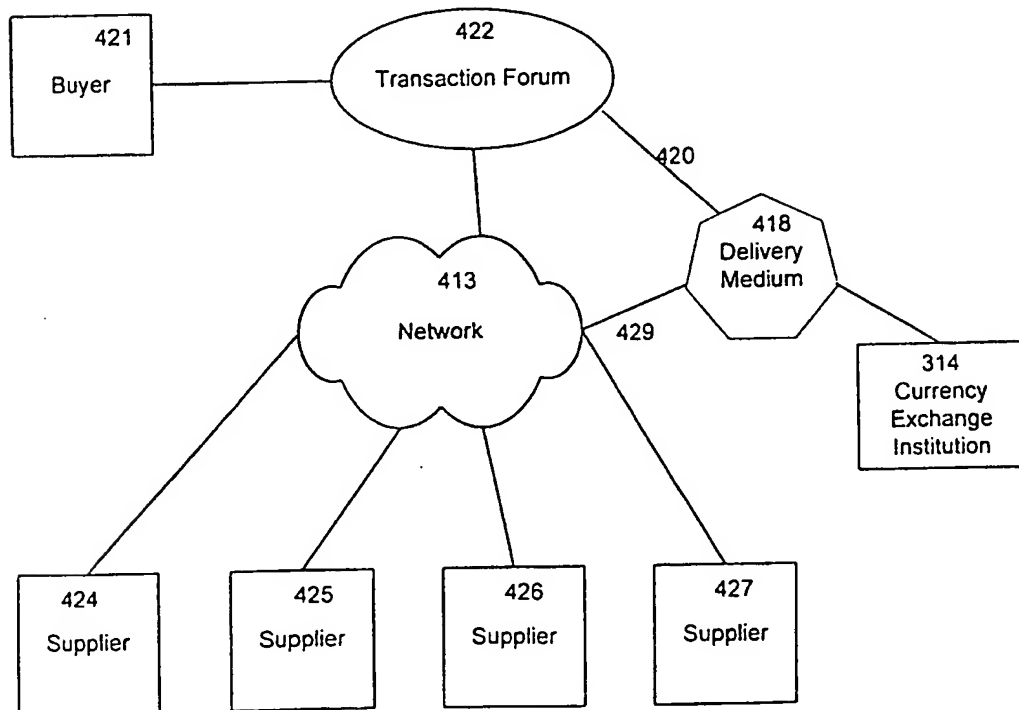 421
Buyer
422
Transaction Forum
420
418
Delivery
Medium
413
Network
429
314
Currency
Exchange
Institution
424
Supplier
425
Supplier
426
Supplier
427
Supplier